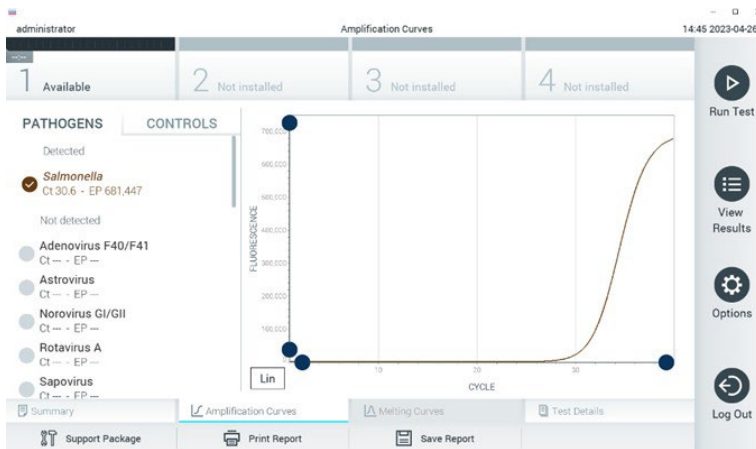 administrator
Amplification Curves
14:45 2023-04-26
1 Available
2 Not installed
3 Not installed
4 Not installed
Run Test
PATHOGENS
CONTROLS
Detected
Salmonella
Ct 30.6 - EP 681,447
Not detected
Adenovirus F40/F41
Ct --- - EP ---
Astrovirus
Ct --- - EP ---
Norovirus GI/GII
Ct --- - EP ---
Rotavirus A
Ct --- - EP ---
Sapovirus
Ct --- - EP ---
FLUORESCENCE
700,000
600,000
500,000
400,000
300,000
200,000
100,000
0
10
20
30
CYCLE
Lin
View
Results
Options
Log Out
Summary
Amplification Curves
Melting Curves
Test Details
Support Package
Print Report
Save Report